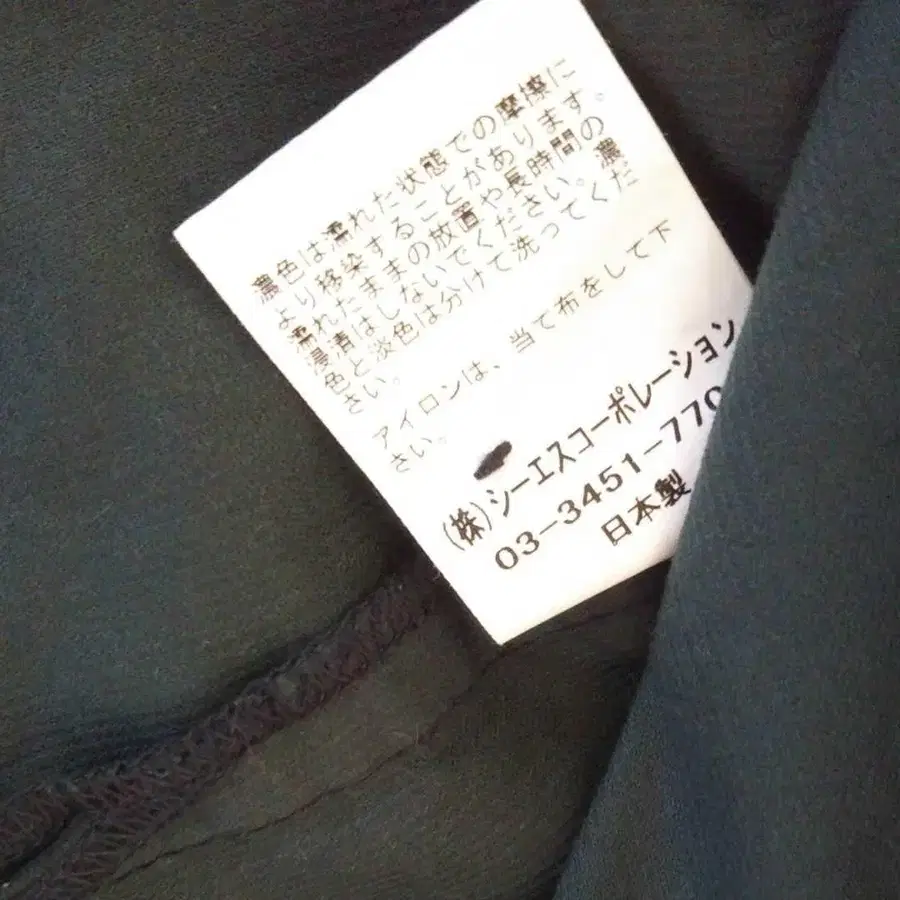 濃色は濡れた状態での摩擦に
より移染することがあります。
濡れたままの放置や長時間の
浸漬はしないでください。濃
色と淡色は分けて洗ってくだ
さい。
アイロンは、当て布をして下
さい。
(株)シーエスコーポレーション
03-3451-770
日本製